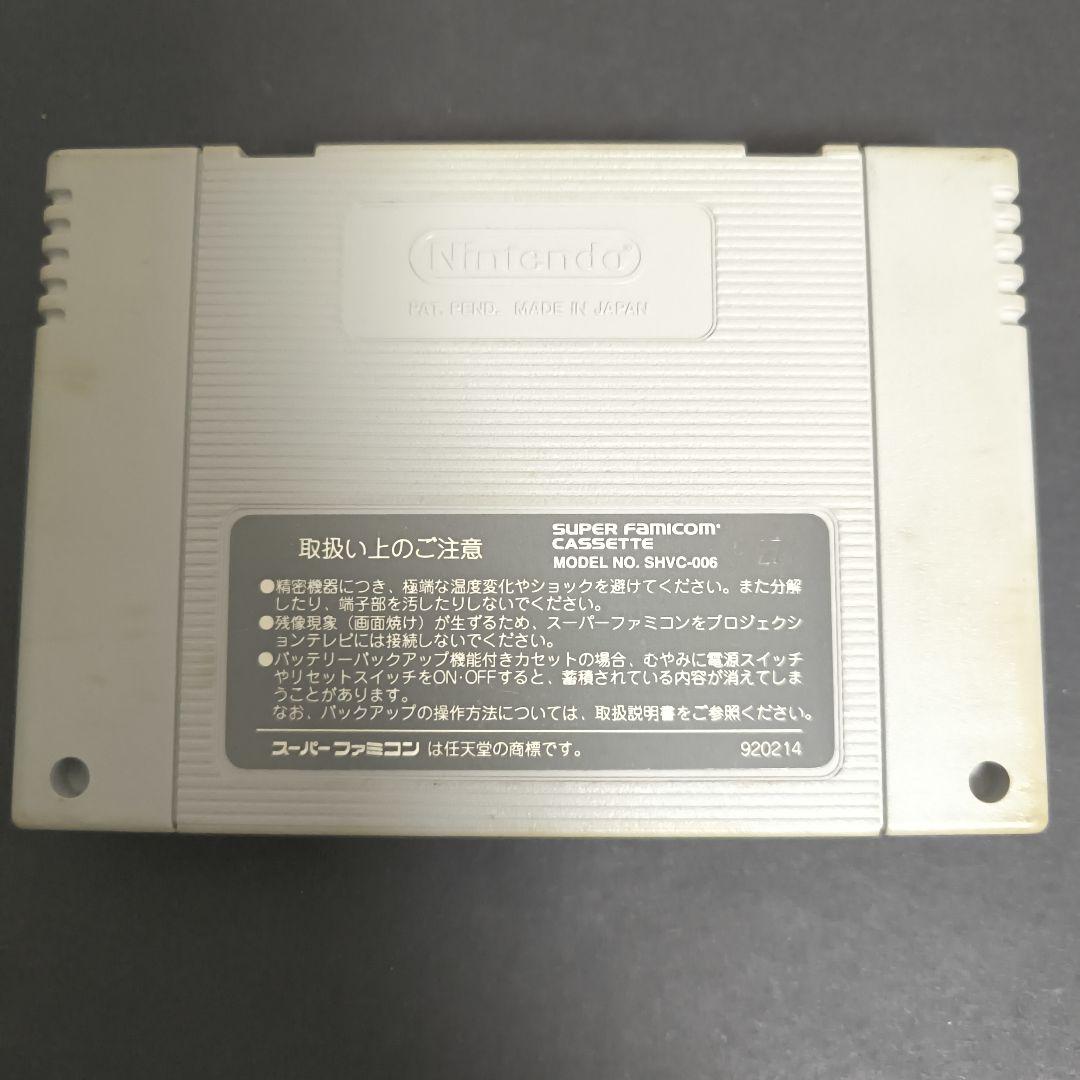 Nintendo®
PAT. PEND. MADE IN JAPAN
取扱い上のご注意
SUPER FAMICOM®
CASSETTE
MODEL NO. SHVC-006
●精密機器につき、極端な温度変化やショックを避けてください。また分解
したり、端子部を汚したりしないでください。
●残像現象（画面焼け）が生ずるため、スーパーファミコンをプロジェクシ
ョンテレビには接続しないでください。
●バッテリーバックアップ機能付きカセットの場合、むやみに電源スイッチ
やリセットスイッチをON・OFFすると、蓄積されている内容が消えてしま
うことがあります。
なお、バックアップの操作方法については、取扱説明書をご参照ください。
スーパーファミコン は任天堂の商標です。
920214